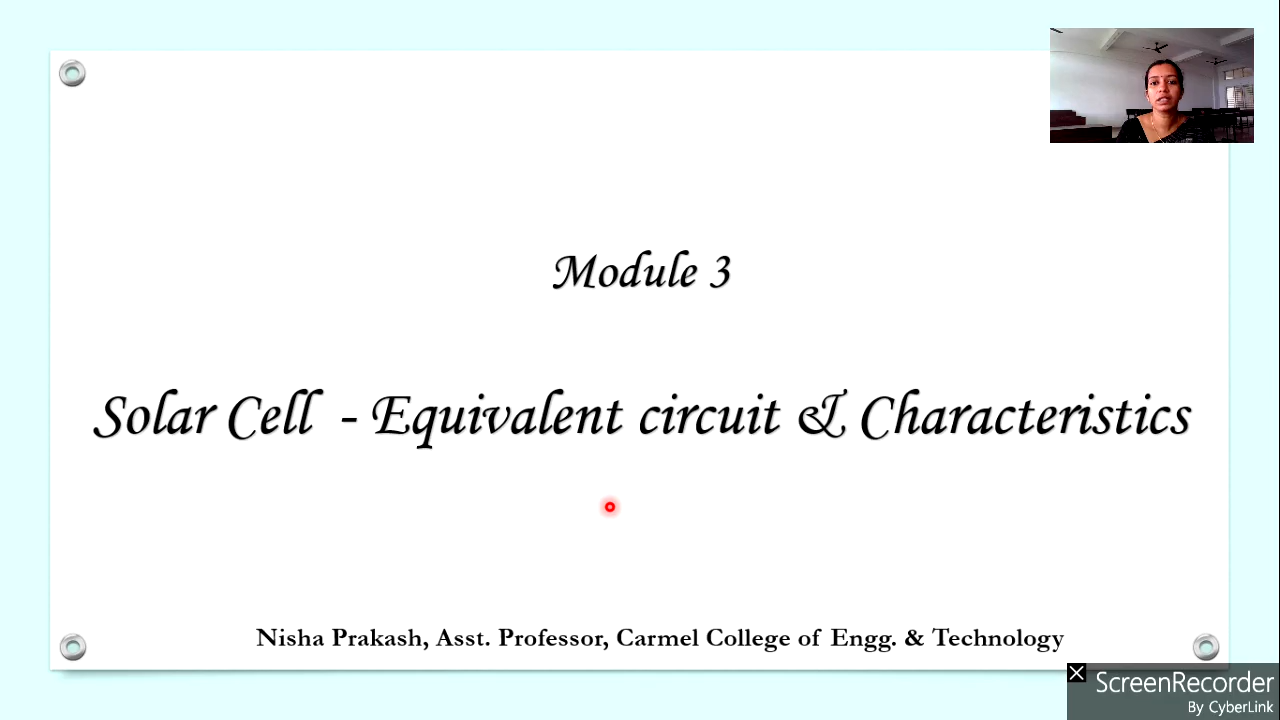 Module 3
Solar Cell - Equivalent circuit & Characteristics
Nisha Prakash, Asst. Professor, Carmel College of Engg. & Technology
ScreenRecorder
By CyberLink